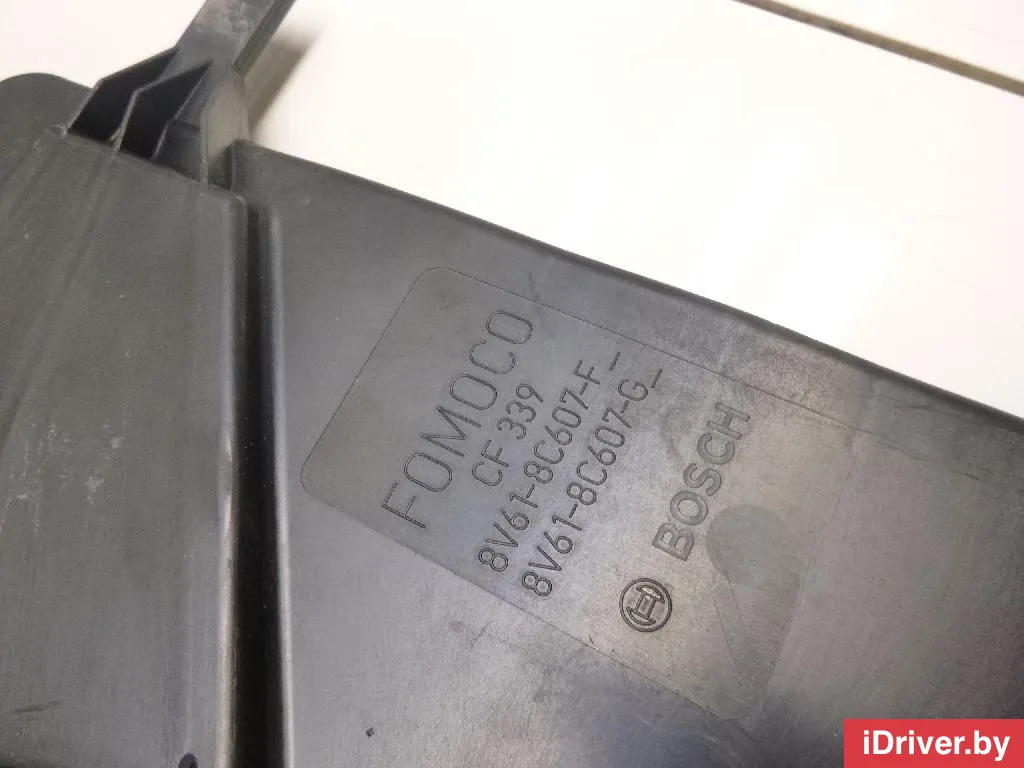 FOMOCO
CF 339
8V61-8C607-F_
8V61-8C607-G_
BOSCH
iDriver.by